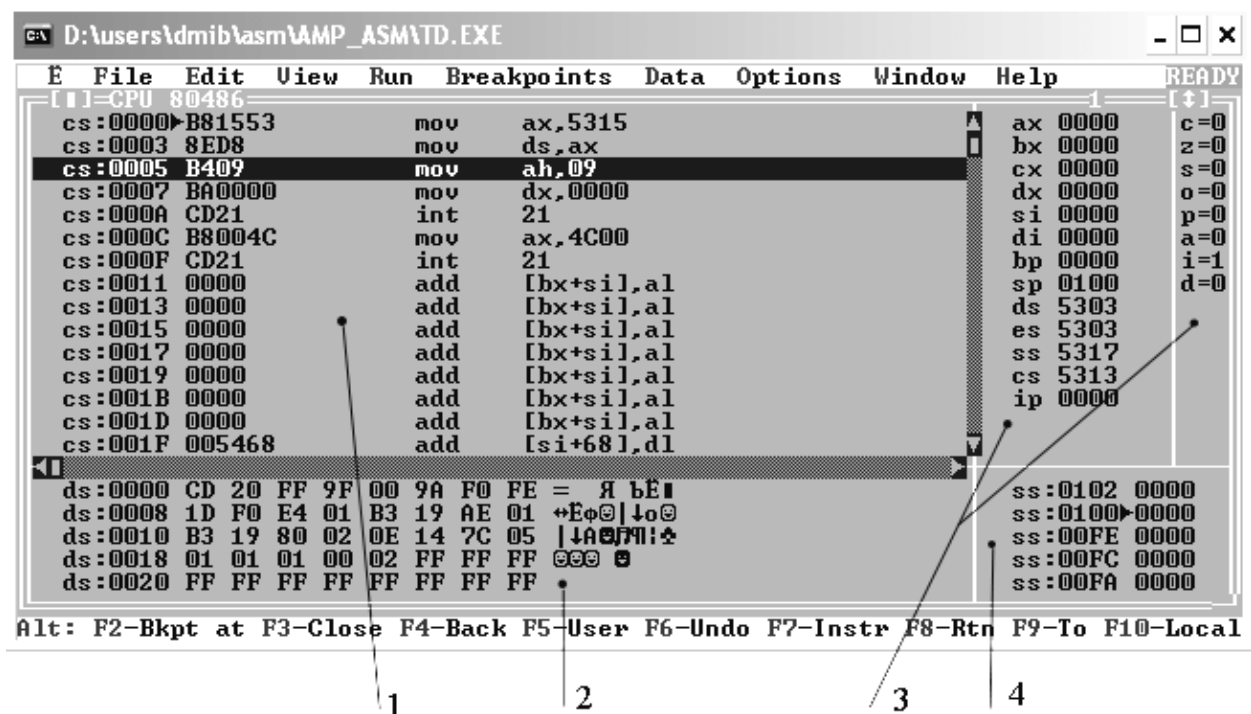 D:\users\dmib\asm\AMP_ASM\TD.EXE
Ё File Edit View Run Breakpoints Data Options Window Help READY
[▮]=CPU 80486 1 [↕]
cs:0000►B81553 mov ax,5315 ax 0000 c=0
cs:0003 8ED8 mov ds,ax bx 0000 z=0
cs:0005 B409 mov ah,09 cx 0000 s=0
cs:0007 BA0000 mov dx,0000 dx 0000 o=0
cs:000A CD21 int 21 si 0000 p=0
cs:000C B8004C mov ax,4C00 di 0000 a=0
cs:000F CD21 int 21 bp 0000 i=1
cs:0011 0000 add [bx+si],al sp 0100 d=0
cs:0013 0000 add [bx+si],al ds 5303
cs:0015 0000 add [bx+si],al es 5303
cs:0017 0000 add [bx+si],al ss 5317
cs:0019 0000 add [bx+si],al cs 5313
cs:001B 0000 add [bx+si],al ip 0000
cs:001D 0000 add [bx+si],al
cs:001F 005468 add [si+68],dl
ds:0000 CD 20 FF 9F 00 9A F0 FE = Я ЪЁ▮ ss:0102 0000
ds:0008 1D F0 E4 01 B3 19 AE 01 ↔Ёф☺|↓о☺ ss:0100►0000
ds:0010 B3 19 80 02 0E 14 7C 05 |↓А☻♫¶¦♣ ss:00FE 0000
ds:0018 01 01 01 00 02 FF FF FF ☺☺☺ ☻ ss:00FC 0000
ds:0020 FF FF FF FF FF FF FF FF ss:00FA 0000
Alt: F2-Bkpt at F3-Close F4-Back F5-User F6-Undo F7-Instr F8-Rtn F9-To F10-Local
1 2 3 4